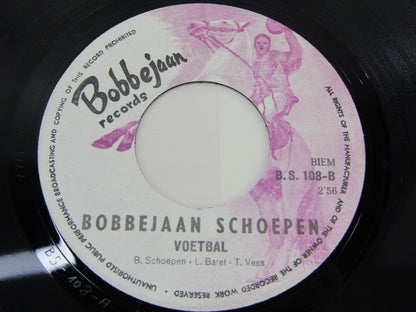 Bobbejaan
records
BIEM
B.S. 108-B
2'56
BOBBEJAAN SCHOEPEN
VOETBAL
B. Schoepen - L. Baret - T. Vess
ALL RIGHTS OF THE MANUFACTURER AND OF THE OWNER OF THE RECORDED WORK RESERVED
UNAUTHORISED PUBLIC PERFORMANCE BROADCASTING AND COPYING OF THIS RECORD PROHIBITED